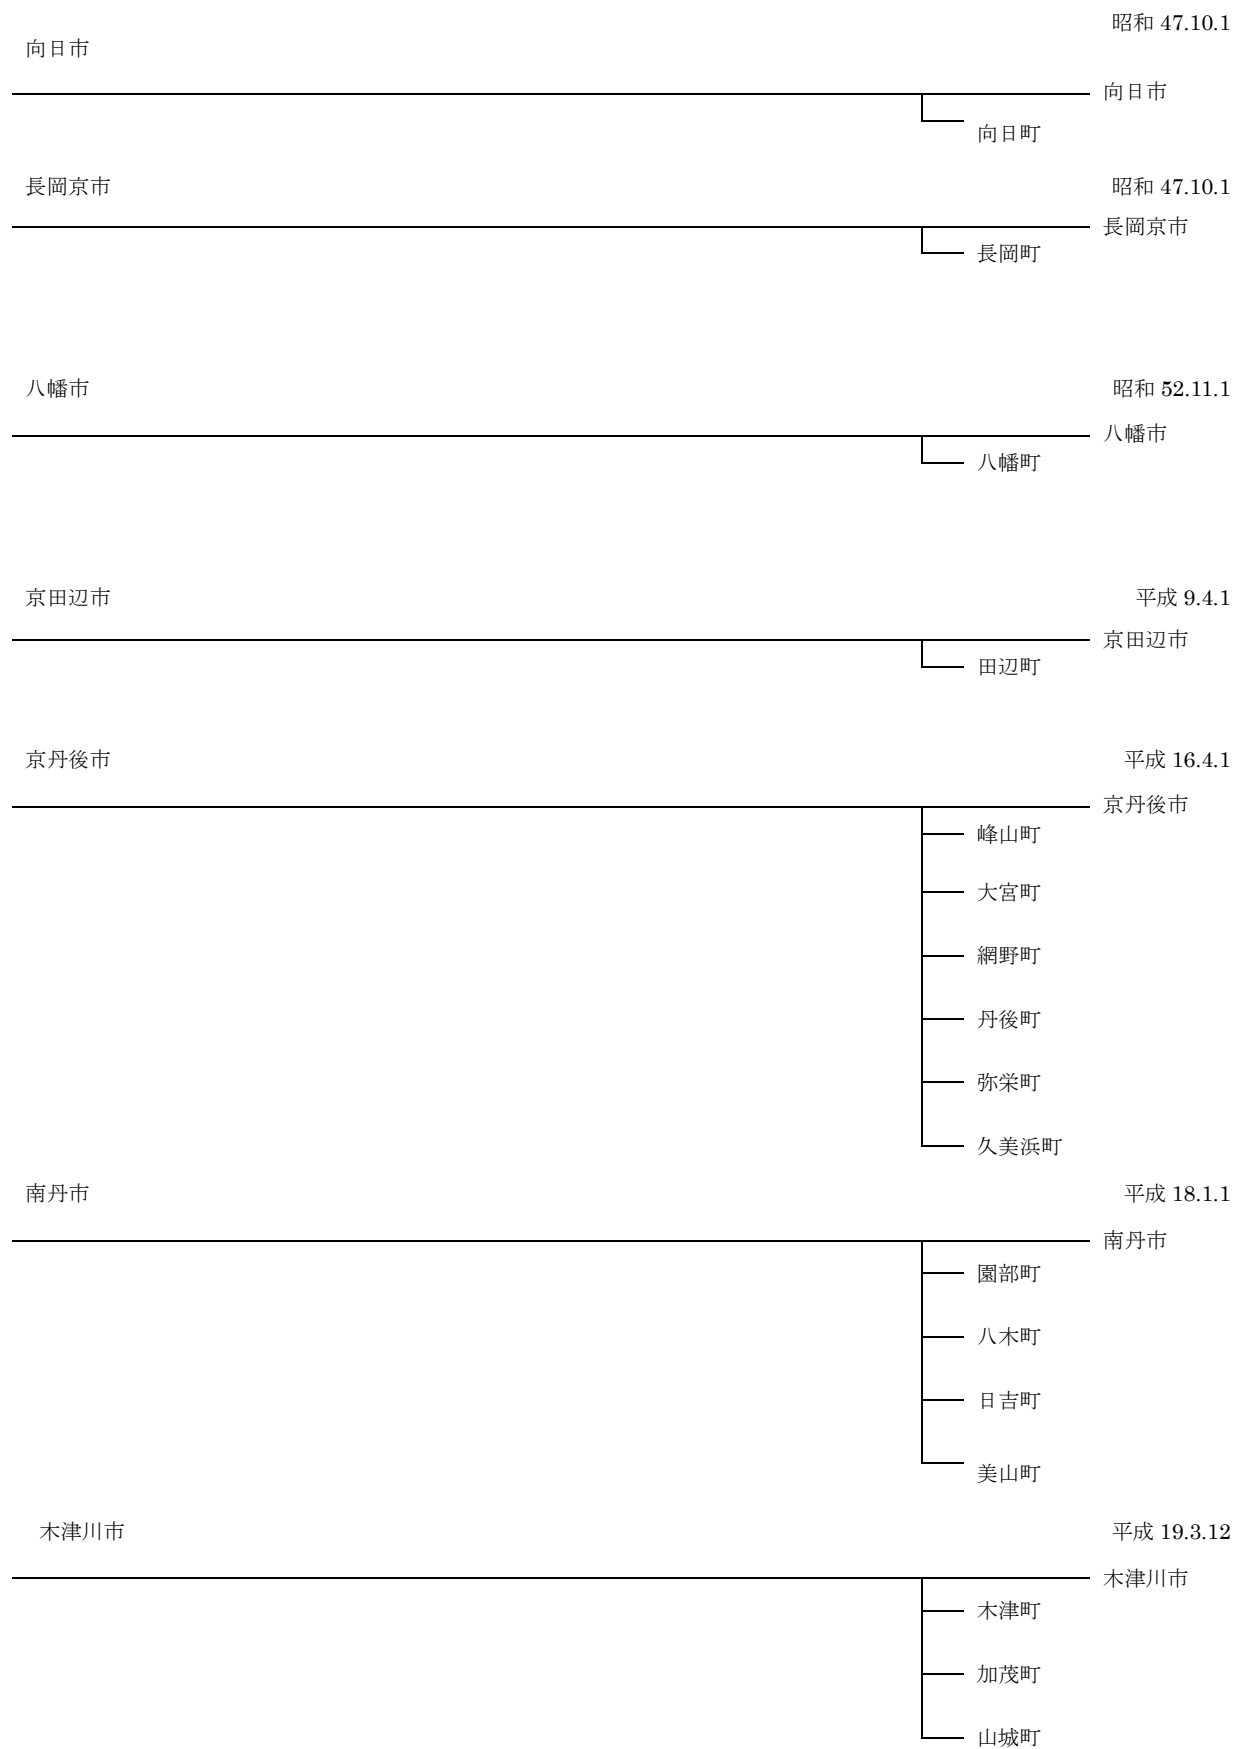 昭和 47.10.1
向日市
向日市
向日町
長岡京市 昭和 47.10.1
長岡京市
長岡町
八幡市 昭和 52.11.1
八幡市
八幡町
京田辺市 平成 9.4.1
京田辺市
田辺町
京丹後市 平成 16.4.1
京丹後市
峰山町
大宮町
網野町
丹後町
弥栄町
久美浜町
南丹市 平成 18.1.1
南丹市
園部町
八木町
日吉町
美山町
木津川市 平成 19.3.12
木津川市
木津町
加茂町
山城町